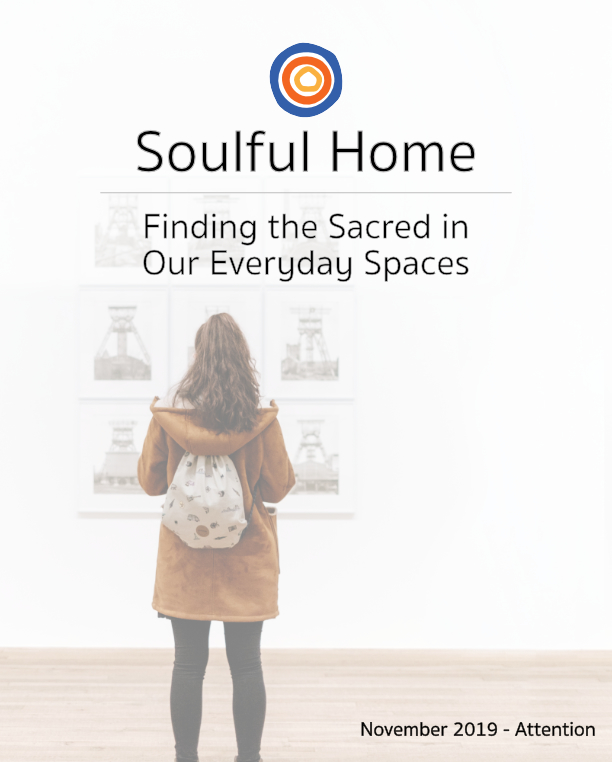 Soulful Home
Finding the Sacred in
Our Everyday Spaces
November 2019 - Attention